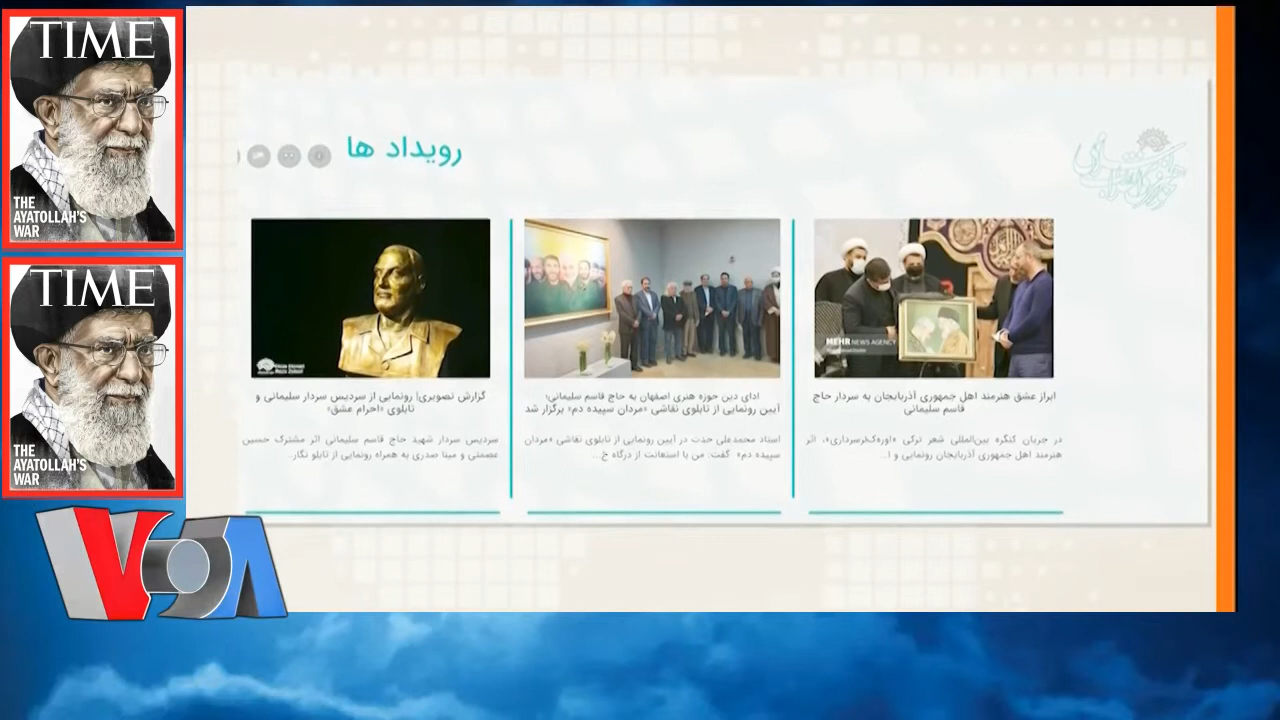 TIME
THE
AYATOLLAH'S
WAR
TIME
THE
AYATOLLAH'S
WAR
VOA
رویداد ها
MEHR NEWS AGENCY
ابراز عشق هنرمند اهل جمهوری آذربایجان به سردار حاج
قاسم سلیمانی
در جریان کنگره بین‌المللی شعر ترکی اثر
هنرمند اهل جمهوری آذربایجان رونمایی و ا...
ادای دین حوزه هنری اصفهان به حاج قاسم سلیمانی؛
آیین رونمایی از تابلوی نقاشی «مردان سپیده دم» برگزار شد
استاد محمدعلی حدت در آیین رونمایی از تابلوی نقاشی «مردان
سپیده دم» گفت: من با استعانت از درگاه خ...
گزارش تصویری| رونمایی از سردیس سردار سلیمانی و
تابلوی «احرام عشق»
سردیس سردار شهید حاج قاسم سلیمانی اثر مشترک حسین
عصمتی و مینا صدری به همراه رونمایی از تابلو نگار...